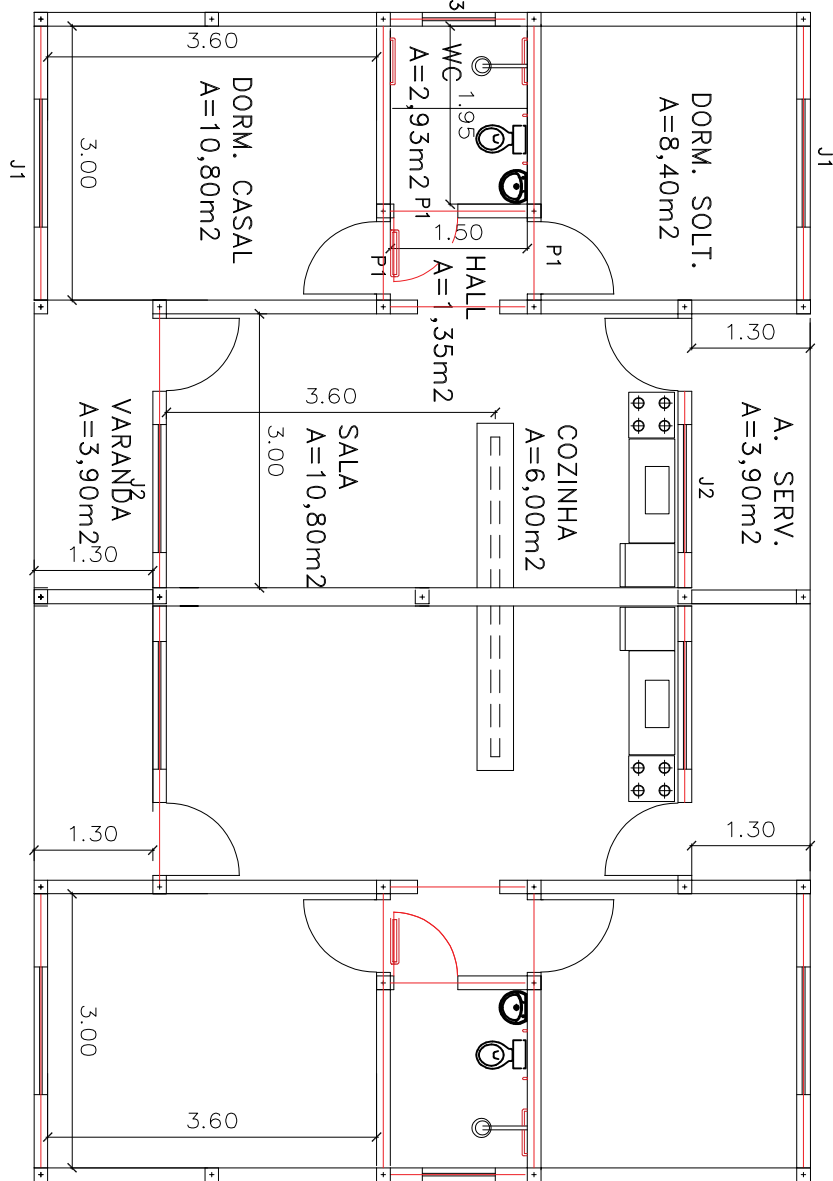 3
3.60
WC
A=2,93m2
1.95
DORM. SOLT.
A=8,40m2
J1
J1
DORM. CASAL
A=10,80m2
3.00
P1
1.50
P1
P1
HALL
A=1,35m2
1.30
A. SERV.
A=3,90m2
3.60
SALA
A=10,80m2
3.00
COZINHA
A=6,00m2
J2
VARANDA
A=3,90m2
J2
1.30
1.30
1.30
3.00
3.60